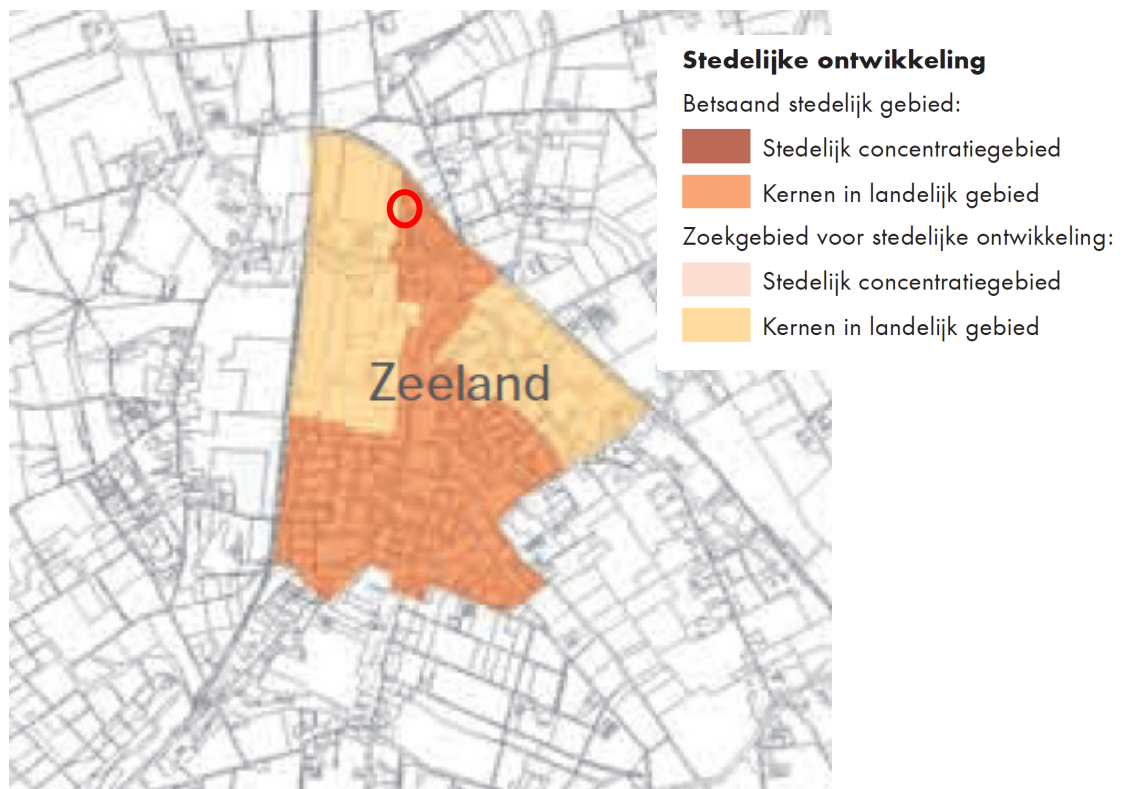 Stedelijke ontwikkeling
Betsaand stedelijk gebied:
Stedelijk concentratiegebied
Kernen in landelijk gebied
Zoekgebied voor stedelijke ontwikkeling:
Stedelijk concentratiegebied
Kernen in landelijk gebied
Zeeland